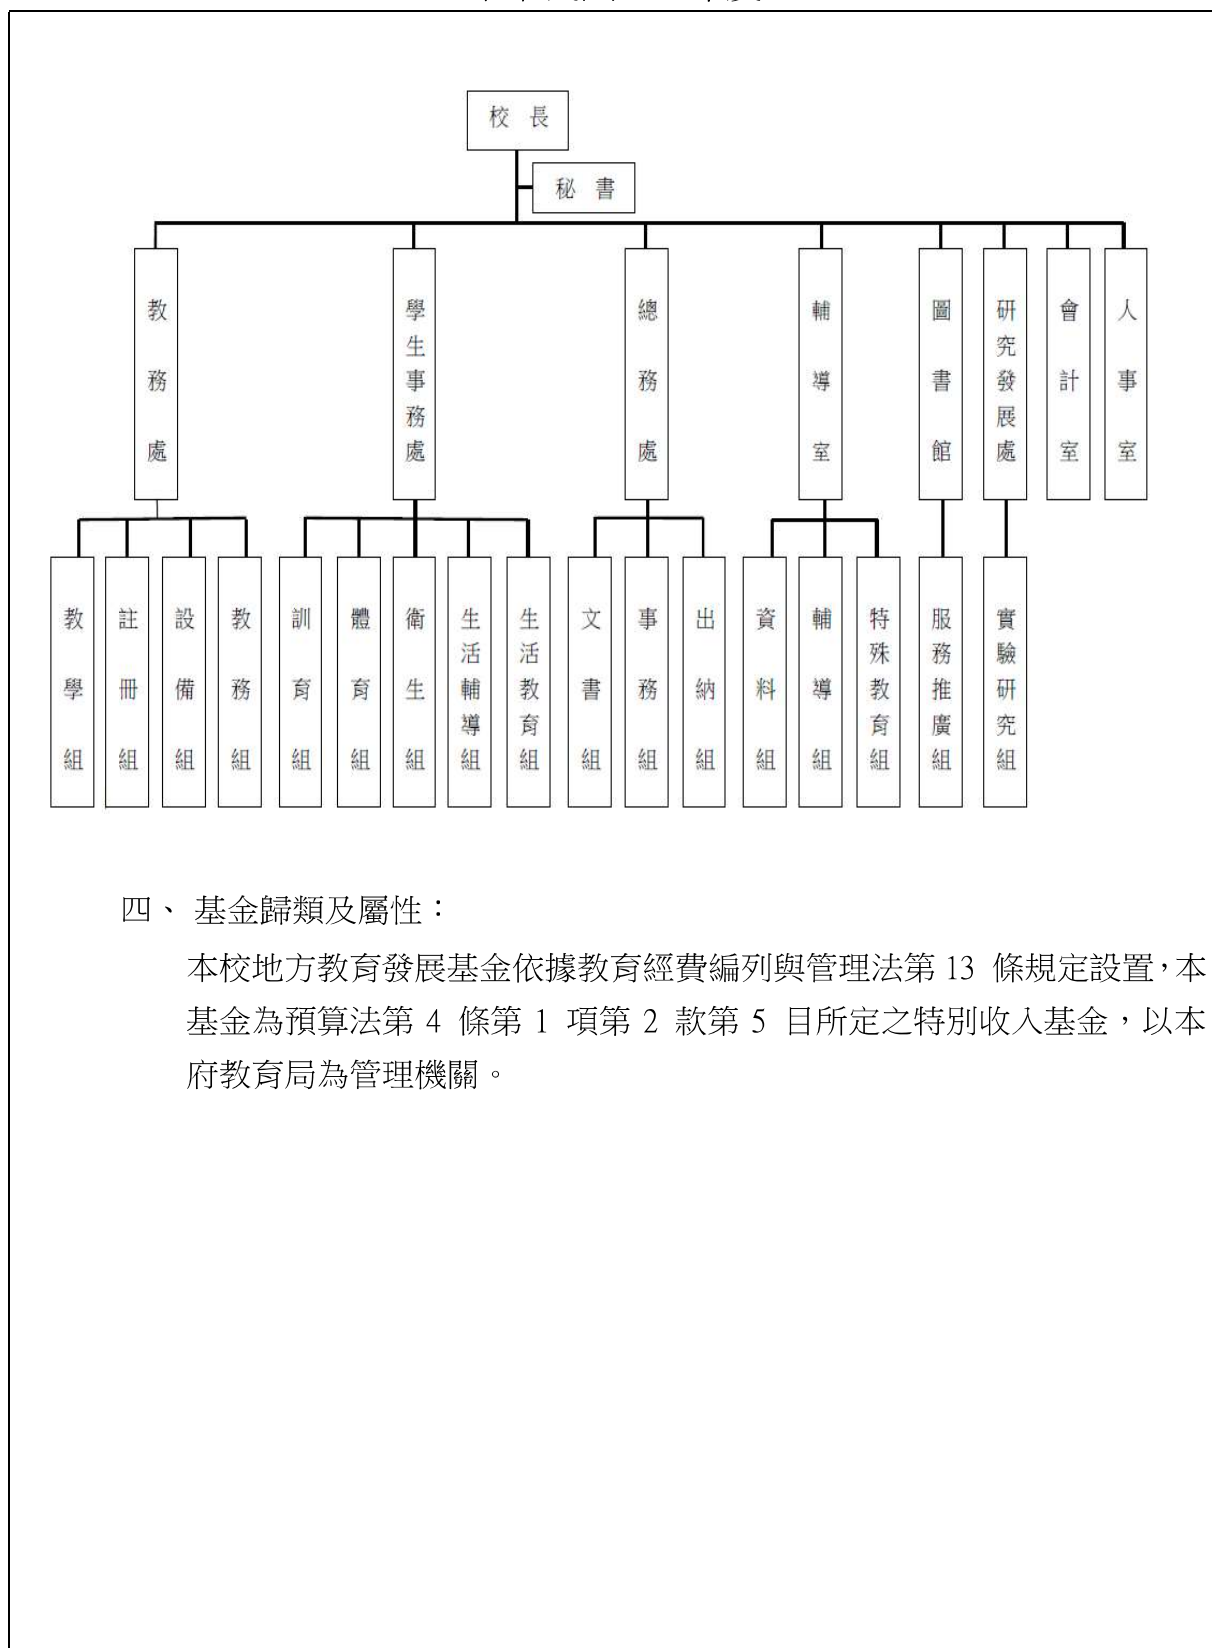 校長
秘書
教務處
學生事務處
總務處
輔導室
圖書館
研究發展處
會計室
人事室
教學組
註冊組
設備組
教務組
訓育組
體育組
衛生組
生活輔導組
生活教育組
文書組
事務組
出納組
資料組
輔導組
特殊教育組
服務推廣組
實驗研究組
四、 基金歸類及屬性：
本校地方教育發展基金依據教育經費編列與管理法第 13 條規定設置，本
基金為預算法第 4 條第 1 項第 2 款第 5 目所定之特別收入基金，以本
府教育局為管理機關。